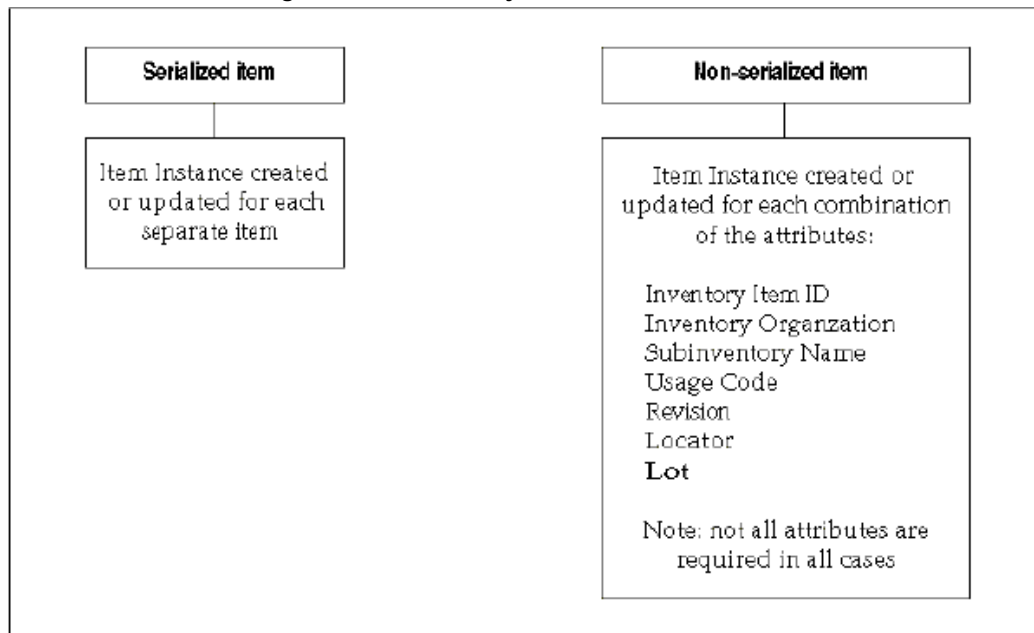 Serialized item
Item Instance created
or updated for each
separate item
Non-serialized item
Item Instance created or
updated for each combination
of the attributes:
Inventory Item ID
Inventory Organzation
Subinventory Name
Usage Code
Revision
Locator
Lot
Note: not all attributes are
required in all cases